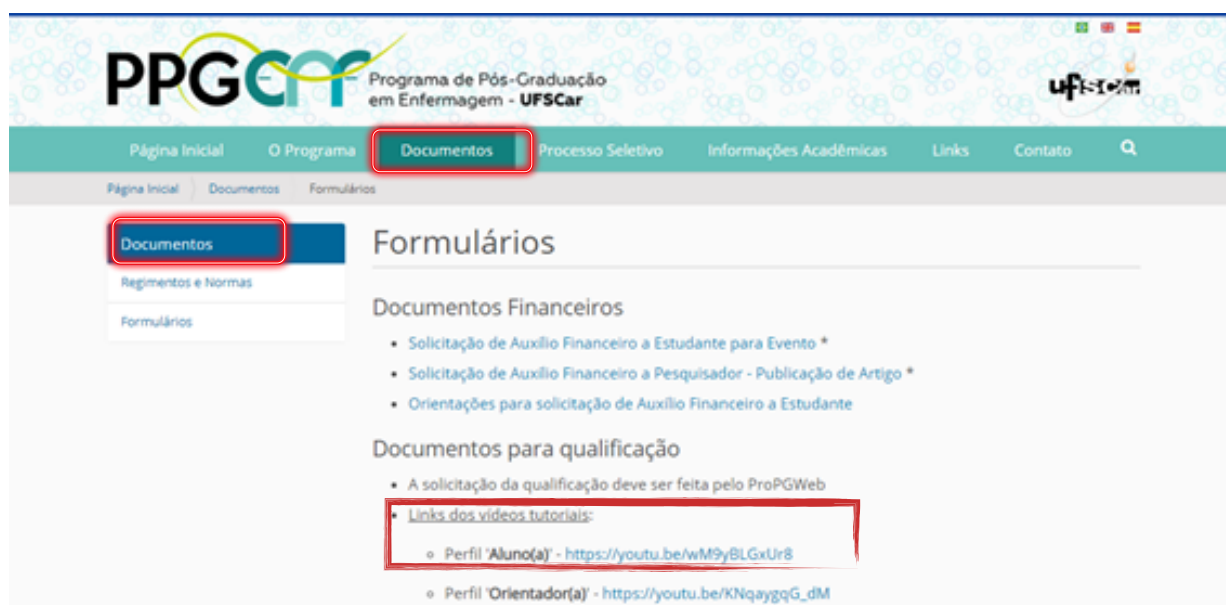 PPGEnf
Programa de Pós-Graduação
em Enfermagem - UFSCar
ufscar
Página Inicial O Programa Documentos Processo Seletivo Informações Acadêmicas Links Contato
Página Inicial Documentos Formulários
Documentos
Regimentos e Normas
Formulários
Formulários
Documentos Financeiros
• Solicitação de Auxílio Financeiro a Estudante para Evento *
• Solicitação de Auxílio Financeiro a Pesquisador - Publicação de Artigo *
• Orientações para solicitação de Auxílio Financeiro a Estudante
Documentos para qualificação
• A solicitação da qualificação deve ser feita pelo ProPGWeb
• Links dos vídeos tutoriais:
○ Perfil 'Aluno(a)' - https://youtu.be/wM9yBLGxUr8
○ Perfil 'Orientador(a)' - https://youtu.be/KNqaygqG_dM